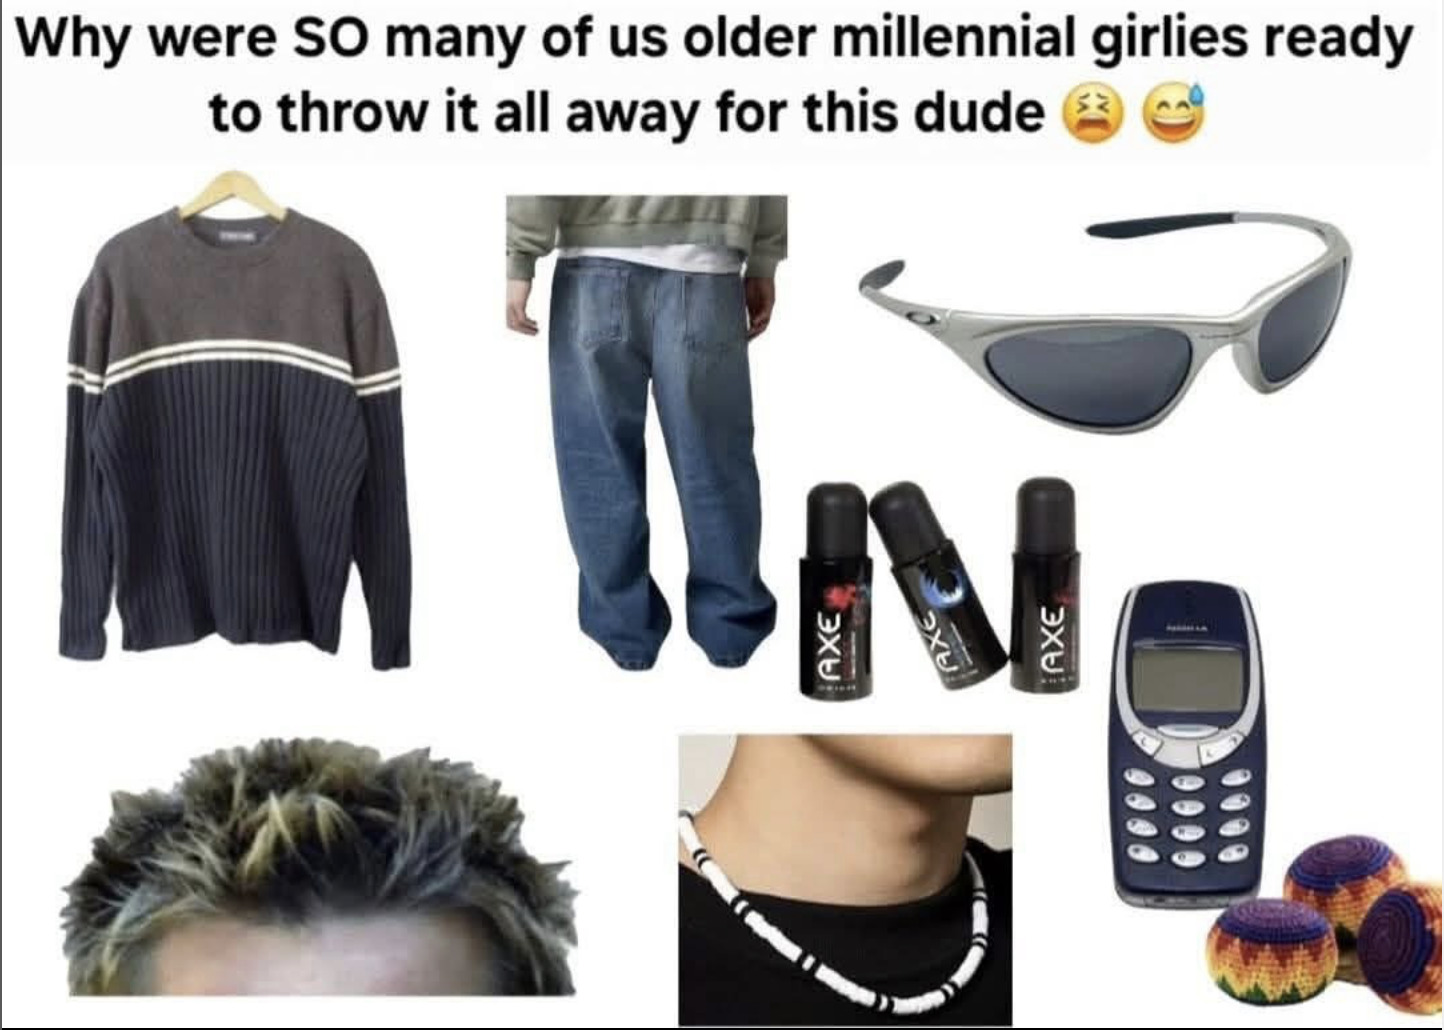 Why were SO many of us older millennial girlies ready
to throw it all away for this dude 😫 😅
AXE
AXE
AXE
NOKIA